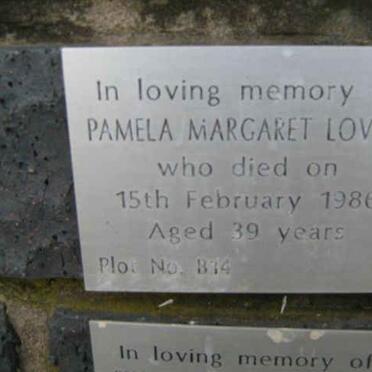 In loving memory
PAMELA MARGARET LOV
who died on
15th February 1986
Aged 39 years
Plot No. B14
In loving memory of